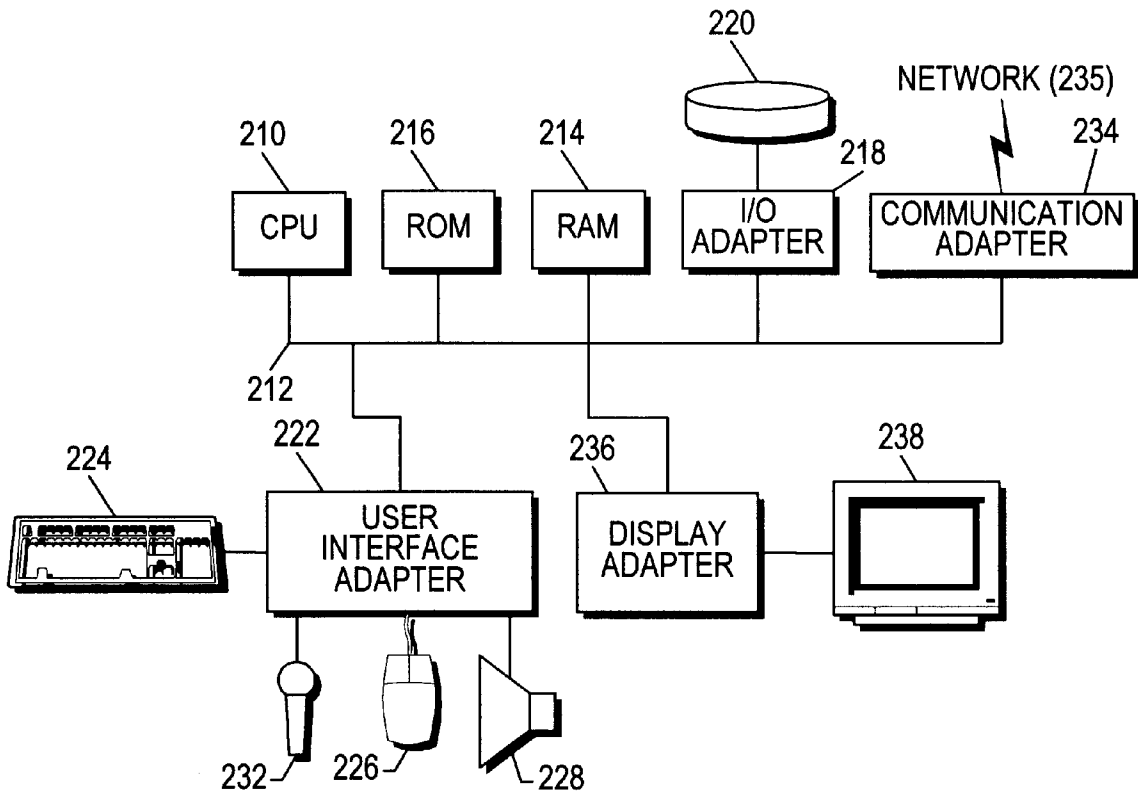 220
NETWORK (235)
210
216
214
218
234
CPU
ROM
RAM
I/O
ADAPTER
COMMUNICATION
ADAPTER
212
222
236
238
224
USER
INTERFACE
ADAPTER
DISPLAY
ADAPTER
232
226
228